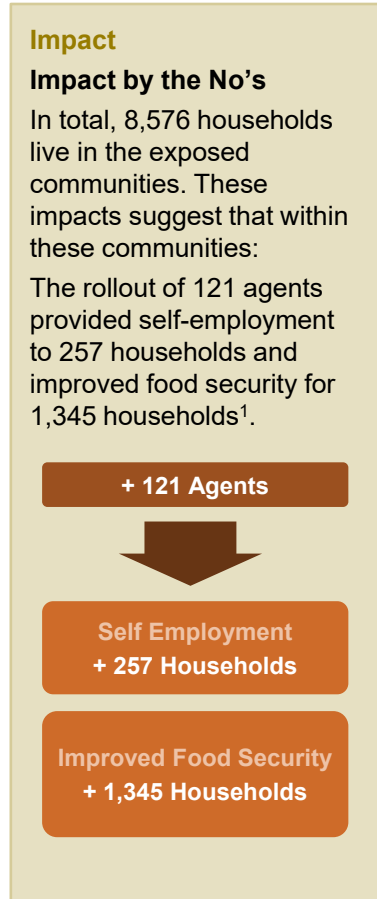 Impact
Impact by the No’s
In total, 8,576 households
live in the exposed
communities. These
impacts suggest that within
these communities:
The rollout of 121 agents
provided self-employment
to 257 households and
improved food security for
1,345 households¹.
+ 121 Agents
Self Employment
+ 257 Households
Improved Food Security
+ 1,345 Households